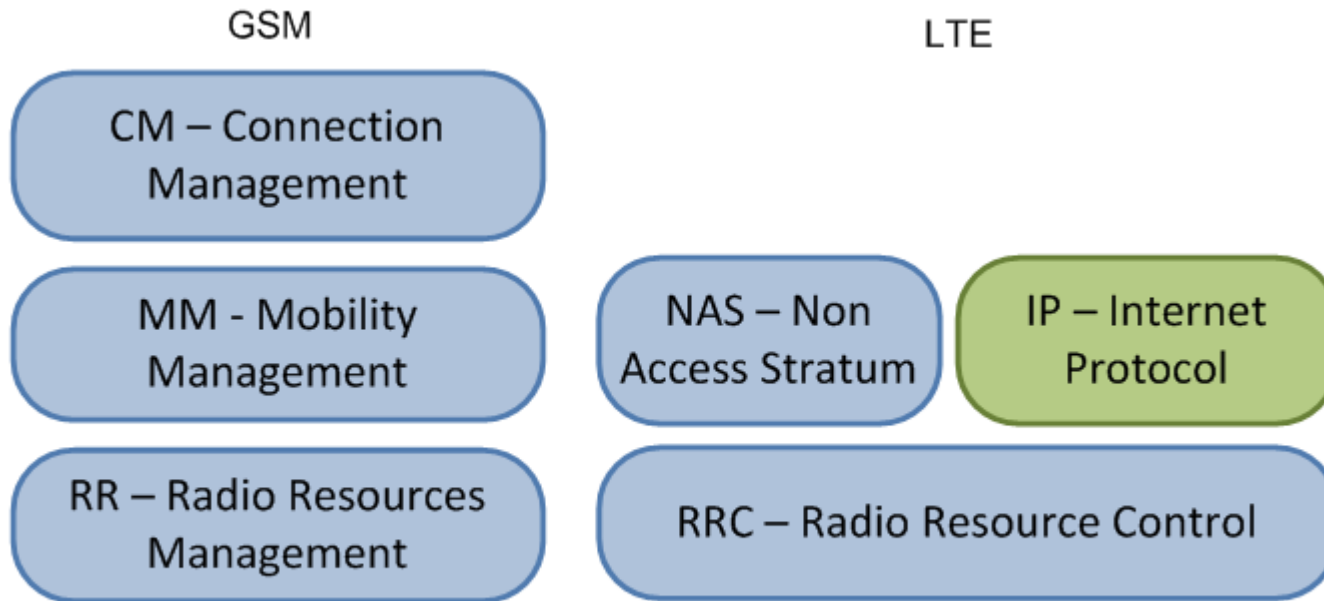 GSM
LTE
CM – Connection
Management
MM - Mobility
Management
NAS – Non
Access Stratum
IP – Internet
Protocol
RR – Radio Resources
Management
RRC – Radio Resource Control